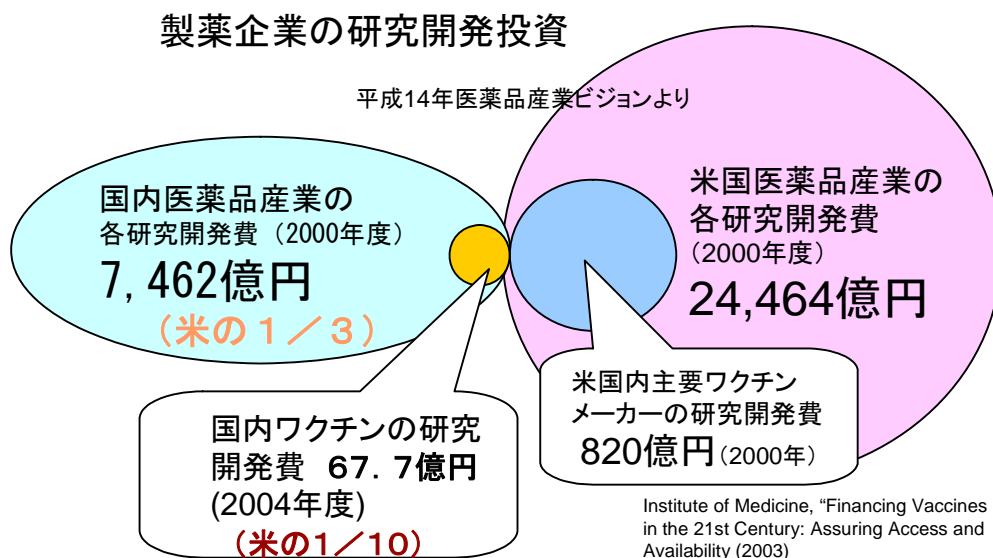 製薬企業の研究開発投資
平成14年医薬品産業ビジョンより
国内医薬品産業の
各研究開発費（2000年度）
7,462億円
（米の１／３）
米国医薬品産業の
各研究開発費
(2000年度)
24,464億円
国内ワクチンの研究
開発費　67．7億円
(2004年度)
（米の1／10）
米国内主要ワクチン
メーカーの研究開発費
820億円(2000年)
Institute of Medicine, “Financing Vaccines
in the 21st Century: Assuring Access and
Availability (2003)